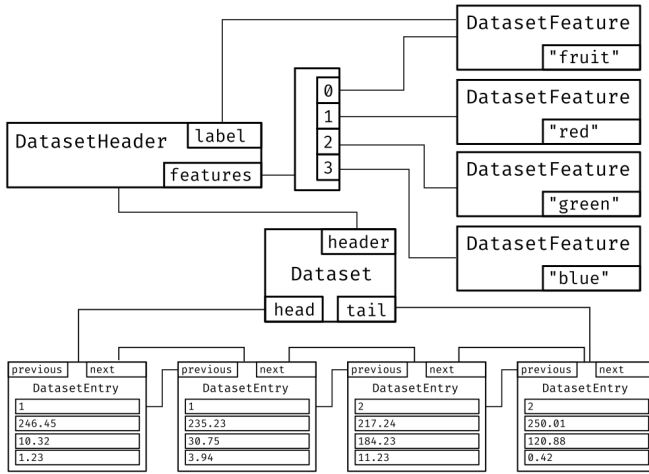 DatasetFeature
"fruit"
0
DatasetFeature
1
"red"
label
DatasetHeader
2
DatasetFeature
features
3
"green"
DatasetFeature
header
"blue"
Dataset
head
tail
previous
next
previous
next
previous
next
previous
next
DatasetEntry
DatasetEntry
DatasetEntry
DatasetEntry
1
1
2
2
246.45
235.23
217.24
250.01
10.32
30.75
184.23
120.88
1.23
3.94
11.23
0.42